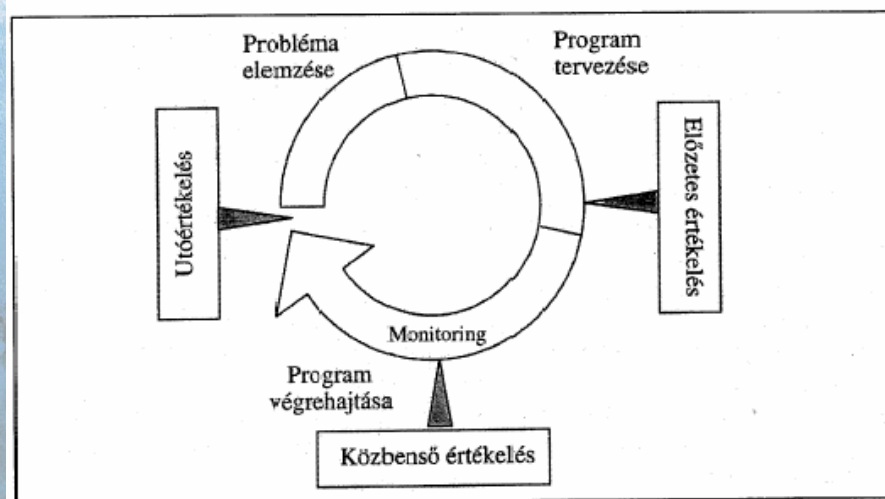 Probléma
elemzése
Program
tervezése
Utóértékelés
Előzetes értékelés
Monitoring
Program
végrehajtása
Közbenső értékelés